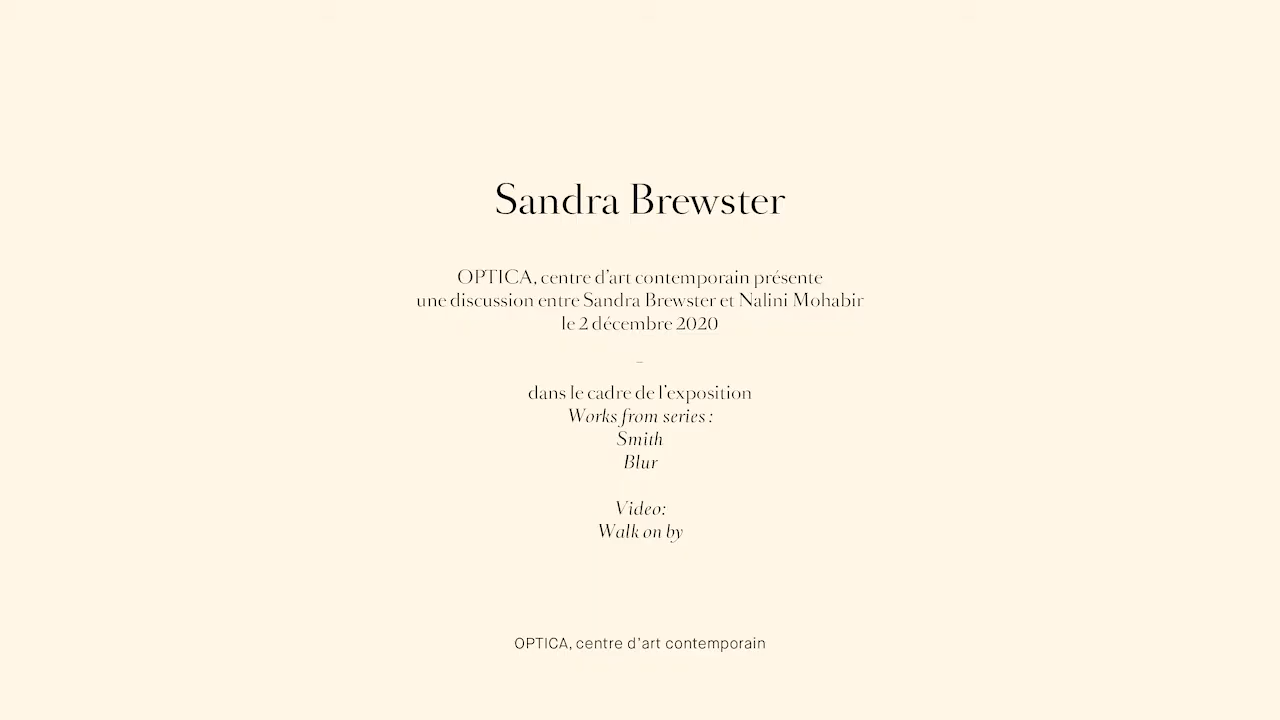 Sandra Brewster
OPTICA, centre d'art contemporain présente
une discussion entre Sandra Brewster et Nalini Mohabir
le 2 décembre 2020
–
dans le cadre de l'exposition
Works from series :
Smith
Blur
Video:
Walk on by
OPTICA, centre d'art contemporain